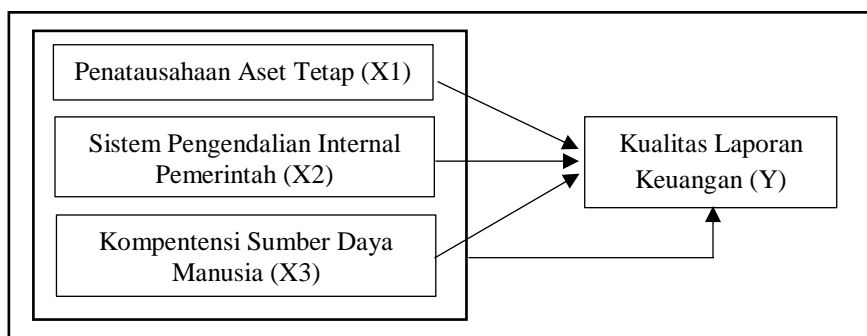 Penatausahaan Aset Tetap (X1)
Sistem Pengendalian Internal
Pemerintah (X2)
Kompentensi Sumber Daya
Manusia (X3)
Kualitas Laporan
Keuangan (Y)